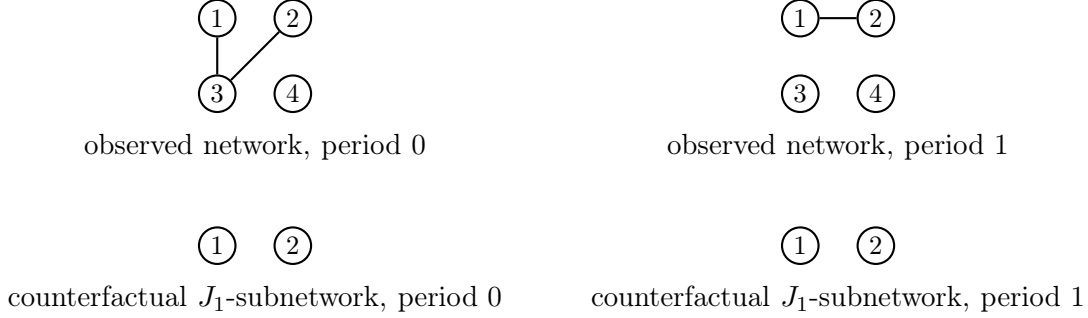 1 2 1 2
3 4 3 4
observed network, period 0 observed network, period 1
1 2 1 2
counterfactual J₁-subnetwork, period 0 counterfactual J₁-subnetwork, period 1